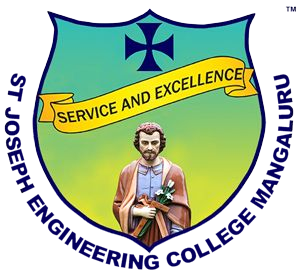 TM
SERVICE AND EXCELLENCE
ST JOSEPH ENGINEERING COLLEGE MANGALURU